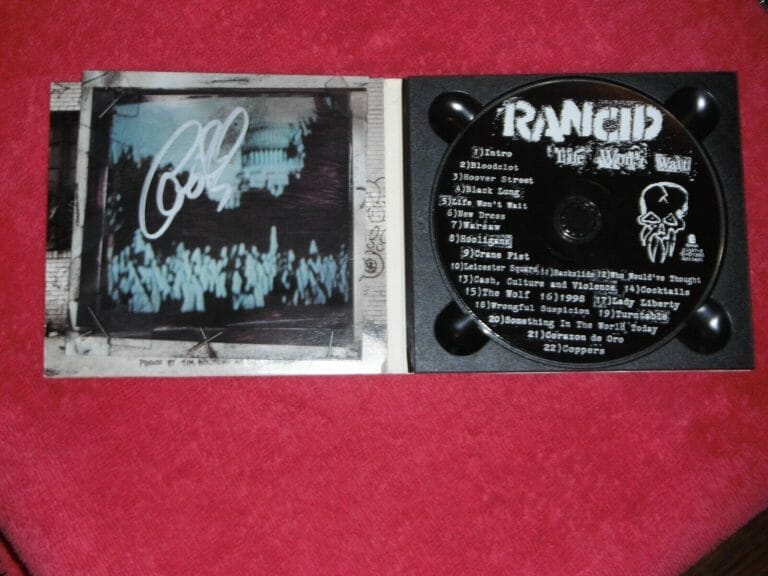 RANCID
Life Won't Wait
1)Intro
2)Bloodclot
3)Hoover Street
4)Black Lung
5)Life Won't Wait
6)New Dress
7)Warsaw
8)Hooligans
9)Crane Fist
10)Leicester Square 11)Backslide 12)Who Would've Thought
13)Cash, Culture and Violence 14)Cocktails
15)The Wolf 16)1998 17)Lady Liberty
18)Wrongful Suspicion 19)Turntable
20)Something In The World Today
21)Corazon de Oro
22)Coppers